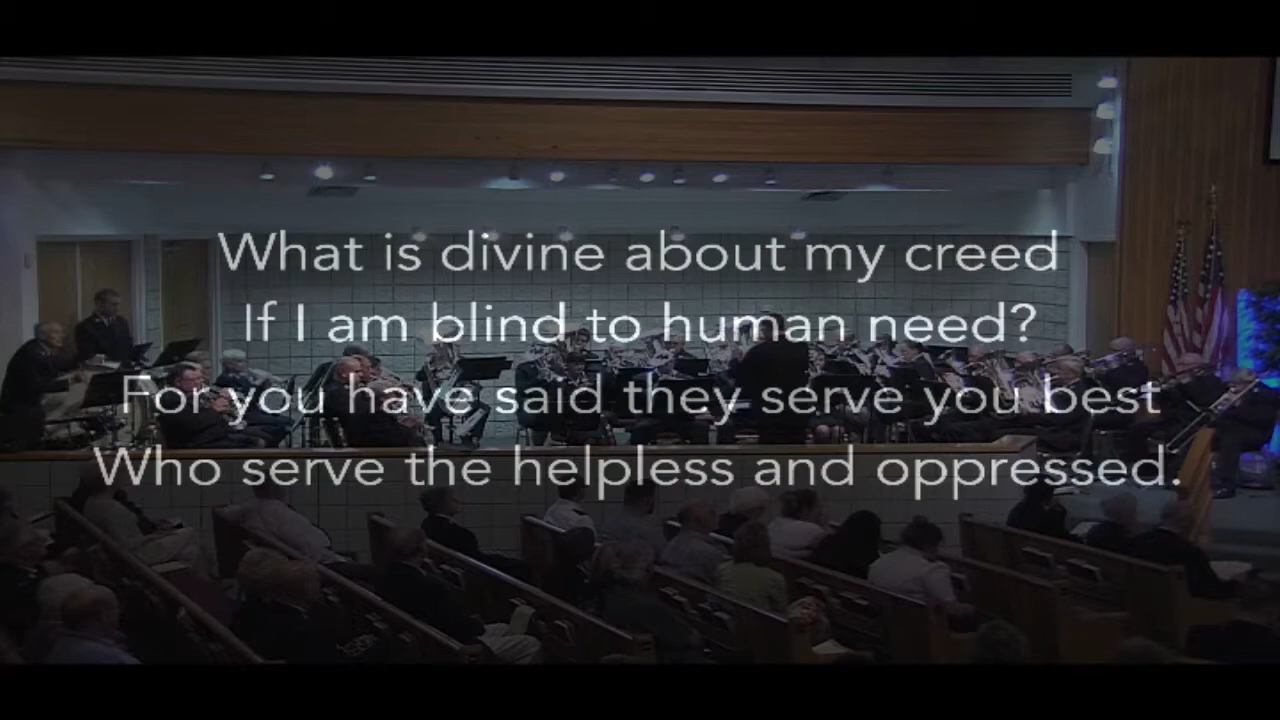 What is divine about my creed
If I am blind to human need?
For you have said they serve you best
Who serve the helpless and oppressed.